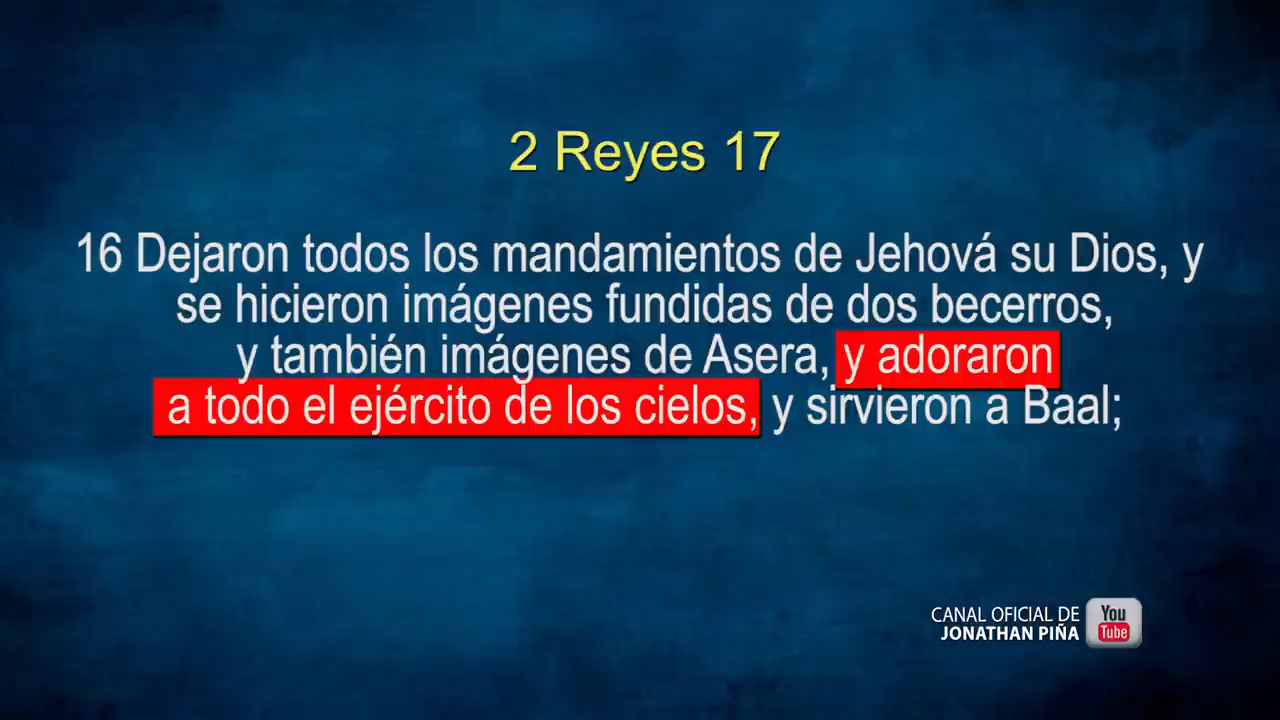 2 Reyes 17
16 Dejaron todos los mandamientos de Jehová su Dios, y
se hicieron imágenes fundidas de dos becerros,
y también imágenes de Asera, y adoraron
a todo el ejército de los cielos, y sirvieron a Baal;
CANAL OFICIAL DE
JONATHAN PIÑA
You
Tube